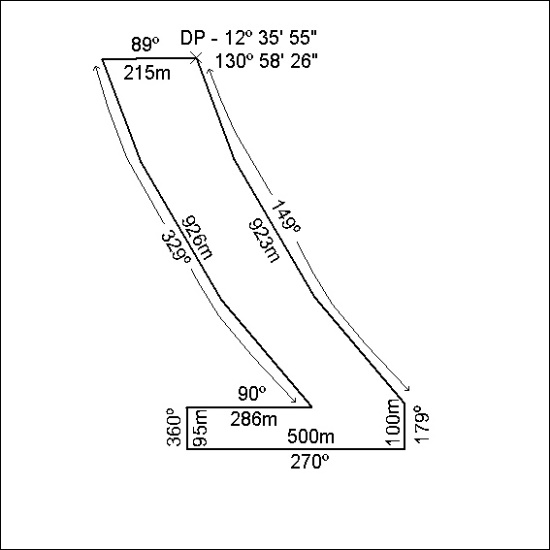 89º
DP - 12º 35' 55"
215m
130º 58' 26"
149º
923m
926m
329º
90º
286m
360º
95m
500m
270º
100m
179º